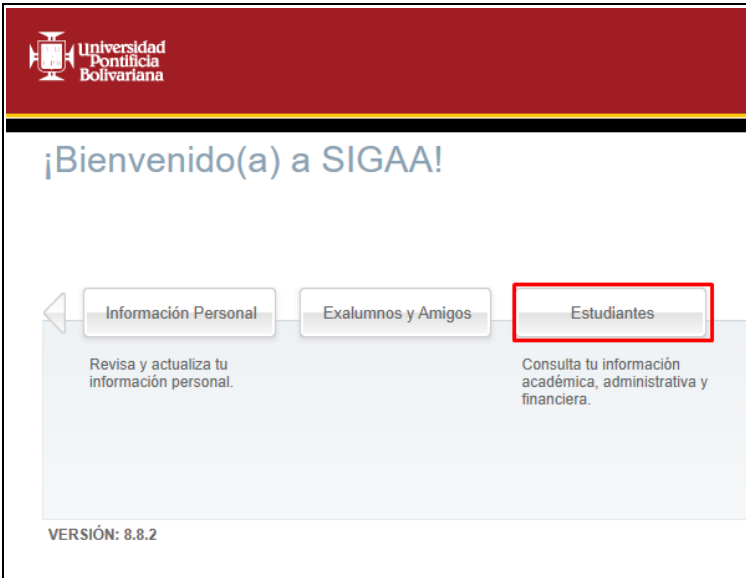 Universidad
Pontificia
Bolivariana
¡Bienvenido(a) a SIGAA!
Información Personal
Exalumnos y Amigos
Estudiantes
Revisa y actualiza tu
información personal.
Consulta tu información
académica, administrativa y
financiera.
VERSIÓN: 8.8.2